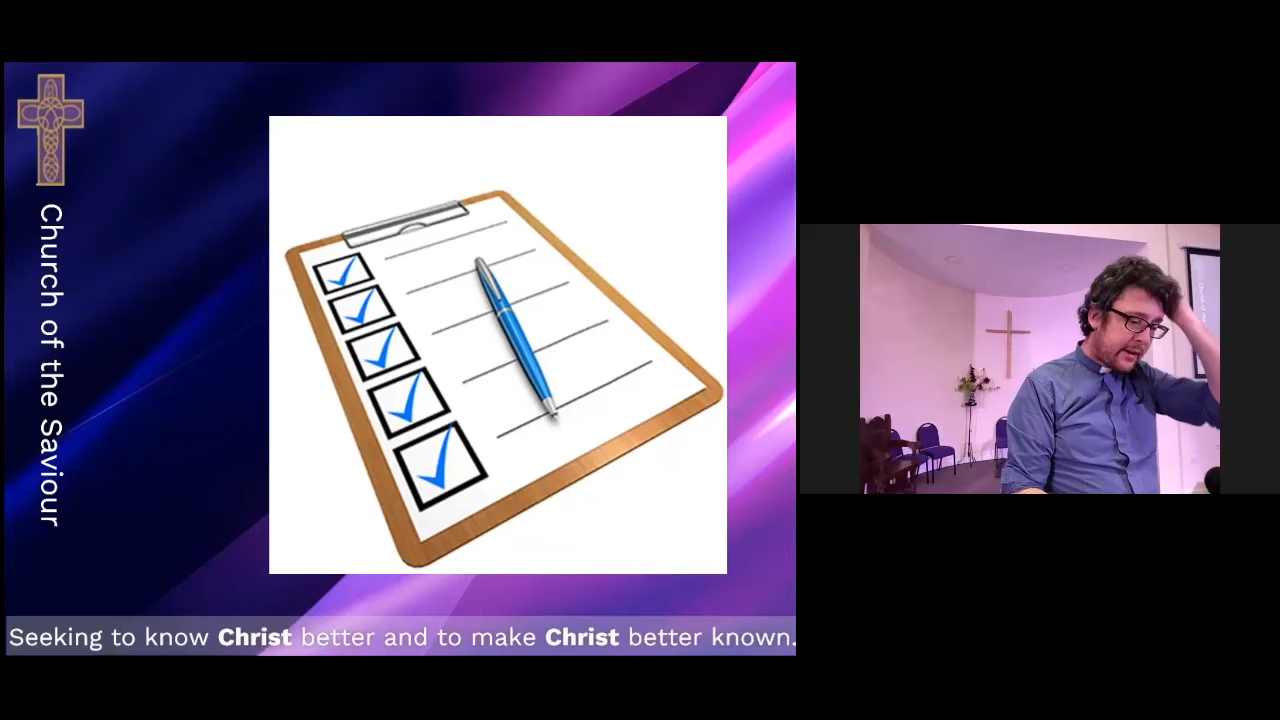 Church of the Saviour
Seeking to know Christ better and to make Christ better known.